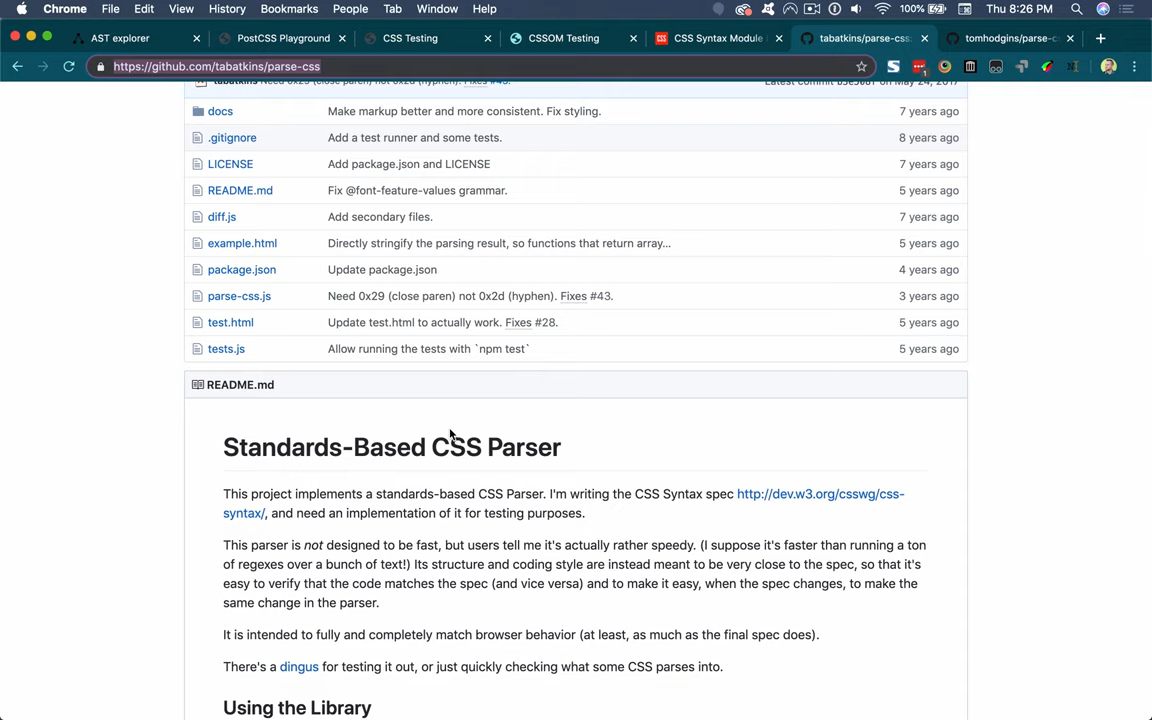 Chrome File Edit View History Bookmarks People Tab Window Help 100% Thu 8:26 PM
AST explorer PostCSS Playground CSS Testing CSSOM Testing CSS CSS Syntax Module tabatkins/parse-css: tomhodgins/parse-c
https://github.com/tabatkins/parse-css
docs Make markup better and more consistent. Fix styling. 7 years ago
.gitignore Add a test runner and some tests. 8 years ago
LICENSE Add package.json and LICENSE 7 years ago
README.md Fix @font-feature-values grammar. 5 years ago
diff.js Add secondary files. 7 years ago
example.html Directly stringify the parsing result, so functions that return array... 5 years ago
package.json Update package.json 4 years ago
parse-css.js Need 0x29 (close paren) not 0x2d (hyphen). Fixes #43. 3 years ago
test.html Update test.html to actually work. Fixes #28. 5 years ago
tests.js Allow running the tests with `npm test` 5 years ago
README.md
Standards-Based CSS Parser
This project implements a standards-based CSS Parser. I'm writing the CSS Syntax spec http://dev.w3.org/csswg/css-
syntax/, and need an implementation of it for testing purposes.
This parser is not designed to be fast, but users tell me it's actually rather speedy. (I suppose it's faster than running a ton
of regexes over a bunch of text!) Its structure and coding style are instead meant to be very close to the spec, so that it's
easy to verify that the code matches the spec (and vice versa) and to make it easy, when the spec changes, to make the
same change in the parser.
It is intended to fully and completely match browser behavior (at least, as much as the final spec does).
There's a dingus for testing it out, or just quickly checking what some CSS parses into.
Using the Library